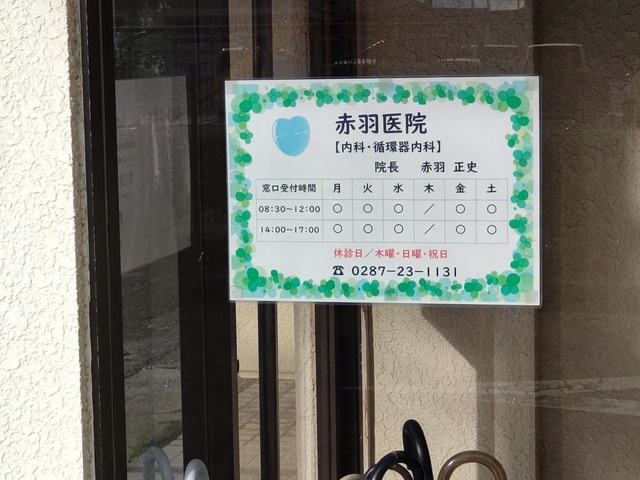 赤羽医院
【内科・循環器内科】
院長 赤羽 正史
窓口受付時間 月 火 水 木 金 土
08:30～12:00 ○ ○ ○ ／ ○ ○
14:00～17:00 ○ ○ ○ ／ ○ ○
休診日／木曜・日曜・祝日
☎ 0287-23-1131